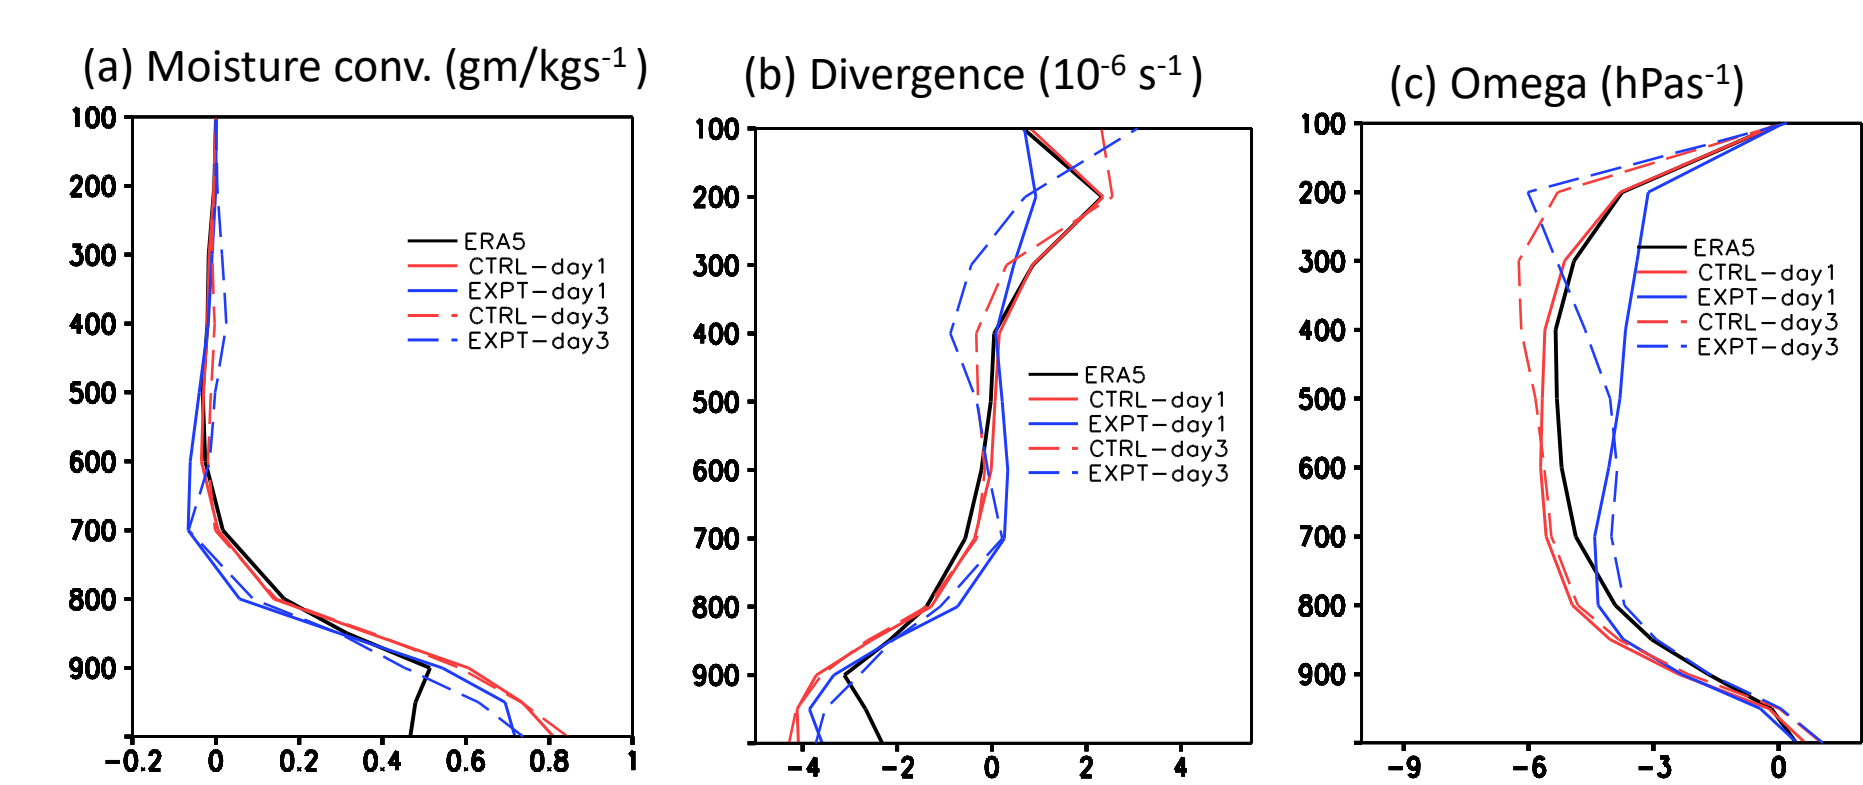 (a) Moisture conv. (gm/kgs-1 )
100
200
300
400
500
600
700
800
900
-0.2 0 0.2 0.4 0.6 0.8 1
ERA5
CTRL-day1
EXPT-day1
CTRL-day3
EXPT-day3
(b) Divergence (10-6 s-1 )
100
200
300
400
500
600
700
800
900
-4 -2 0 2 4
ERA5
CTRL-day1
EXPT-day1
CTRL-day3
EXPT-day3
(c) Omega (hPas-1)
100
200
300
400
500
600
700
800
900
-9 -6 -3 0
ERA5
CTRL-day1
EXPT-day1
CTRL-day3
EXPT-day3